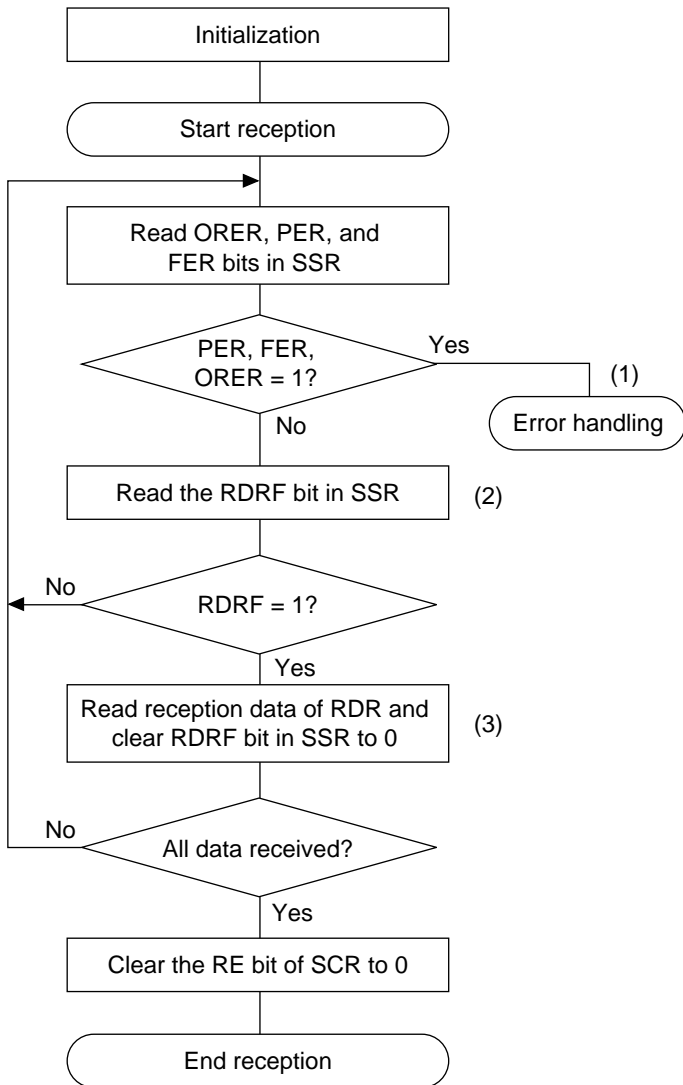 Initialization
Start reception
Read ORER, PER, and
FER bits in SSR
PER, FER,
ORER = 1?
Yes
(1)
Error handling
No
Read the RDRF bit in SSR
(2)
No
RDRF = 1?
Yes
Read reception data of RDR and
clear RDRF bit in SSR to 0
(3)
No
All data received?
Yes
Clear the RE bit of SCR to 0
End reception